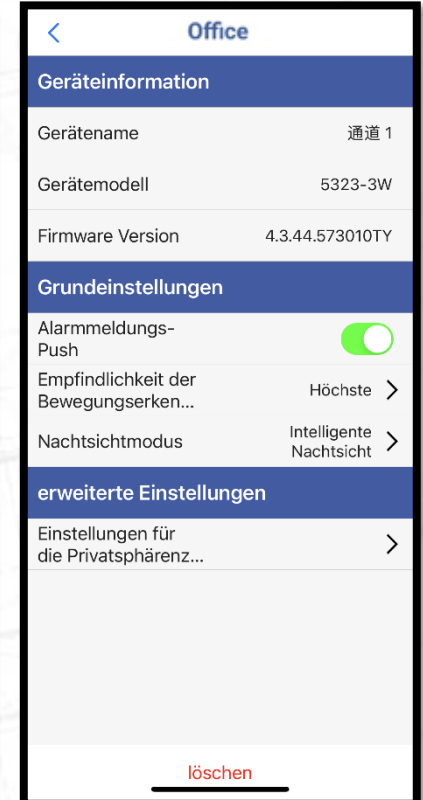 Office
Geräteinformation
Gerätename 通道 1
Gerätemodell 5323-3W
Firmware Version 4.3.44.573010TY
Grundeinstellungen
Alarmmeldungs-
Push
Empfindlichkeit der
Bewegungserken...
Höchste
Nachtsichtmodus
Intelligente
Nachtsicht
erweiterte Einstellungen
Einstellungen für
die Privatsphärenz...
löschen